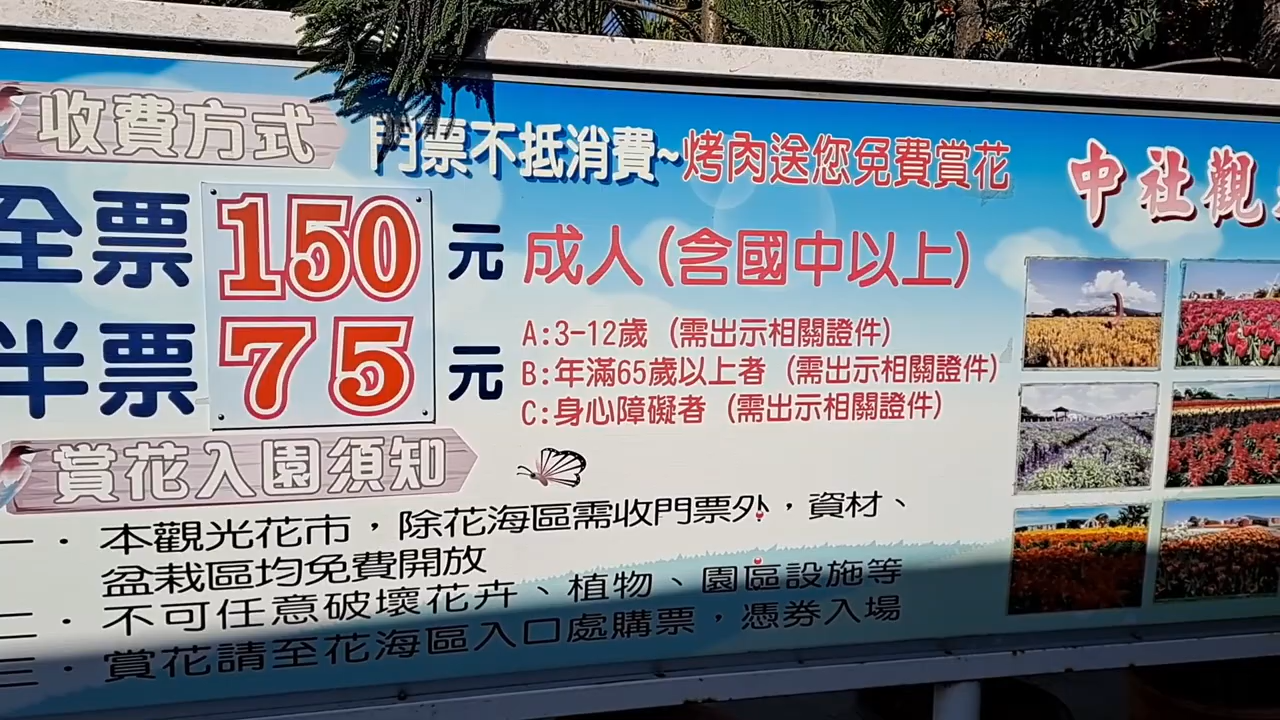 收費方式
門票不抵消費~烤肉送您免費賞花
中社觀
全票150元 成人(含國中以上)
半票75元
A:3-12歲 (需出示相關證件)
B:年滿65歲以上者 (需出示相關證件)
C:身心障礙者 (需出示相關證件)
賞花入園須知
一．本觀光花市，除花海區需收門票外，資材、
盆栽區均免費開放
二．不可任意破壞花卉、植物、園區設施等
三．賞花請至花海區入口處購票，憑券入場